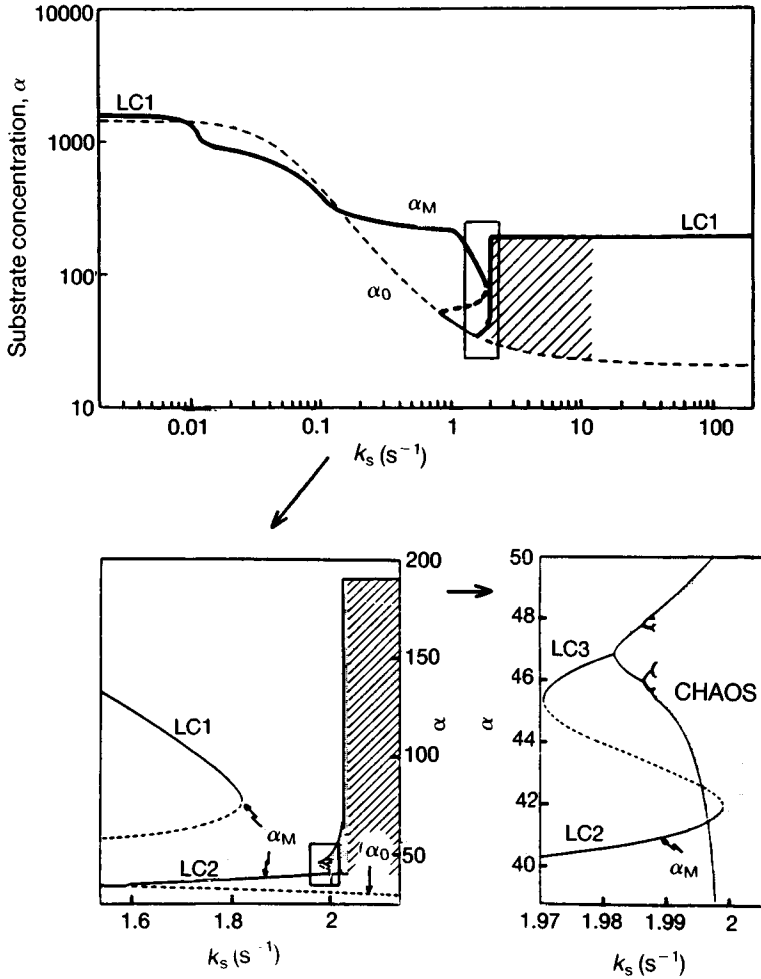 10000
1000
100
10
Substrate concentration, α
LC1
α_M
α_0
LC1
0.01
0.1
1
10
100
k_s (s⁻¹)
200
150
100
50
α
LC1
α_M
LC2
α_0
1.6
1.8
2
k_s (s⁻¹)
50
48
46
44
42
40
α
LC3
CHAOS
LC2
α_M
1.97
1.98
1.99
2
k_s (s⁻¹)